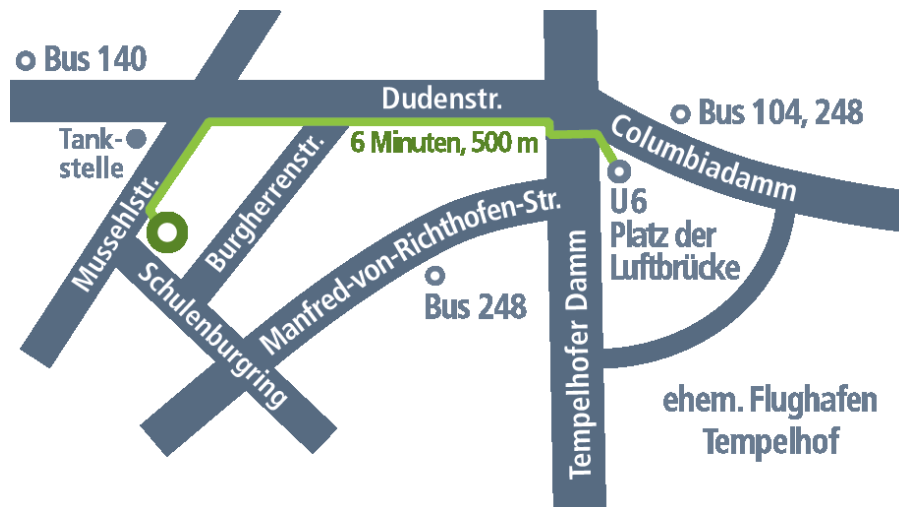 Bus 140
Dudenstr.
Bus 104, 248
Columbiadamm
Tank-
stelle
6 Minuten, 500 m
Mussehlstr.
Burgherrenstr.
U6
Platz der
Luftbrücke
Manfred-von-Richthofen-Str.
Schulenburgring
Bus 248
Tempelhofer Damm
ehem. Flughafen
Tempelhof